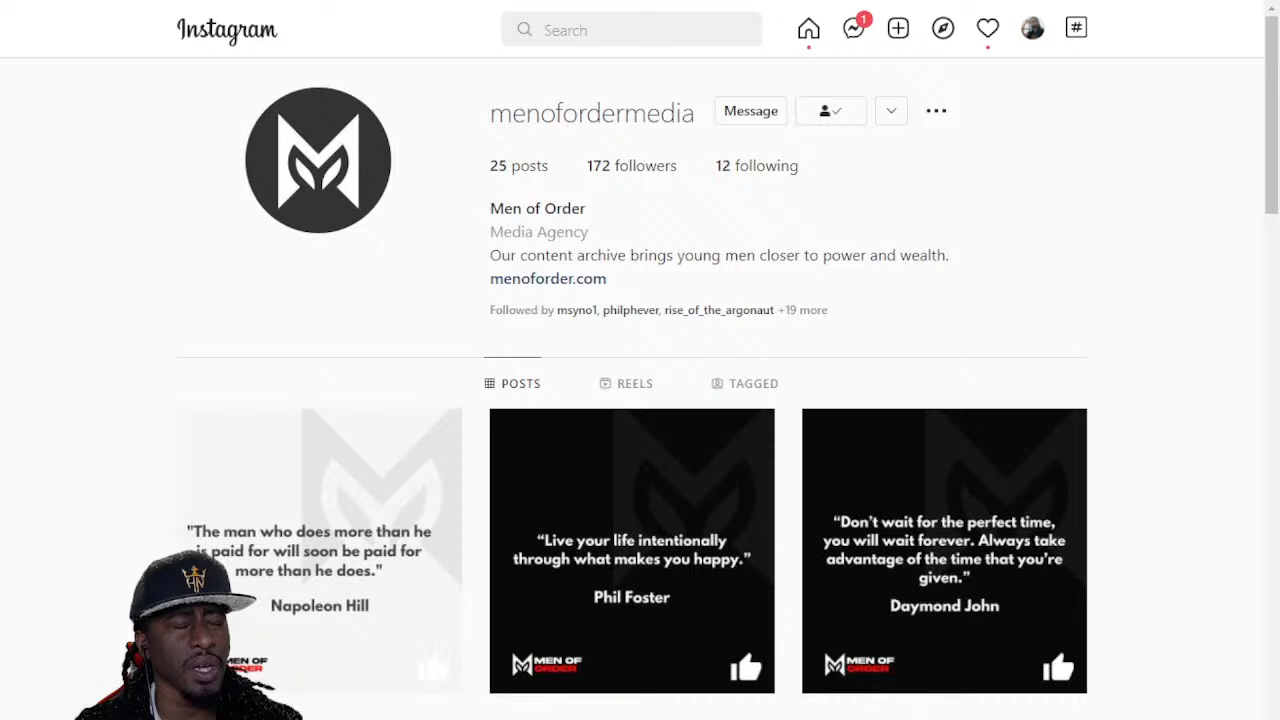 Instagram
Search
1
#
menofordermedia
Message
25 posts
172 followers
12 following
Men of Order
Media Agency
Our content archive brings young men closer to power and wealth.
menoforder.com
Followed by msyno1, philphever, rise_of_the_argonaut +19 more
POSTS
REELS
TAGGED
"The man who does more than he
is paid for will soon be paid for
more than he does."
Napoleon Hill
MEN OF
ORDER
“Live your life intentionally
through what makes you happy.”
Phil Foster
MEN OF
ORDER
“Don’t wait for the perfect time,
you will wait forever. Always take
advantage of the time that you’re
given.”
Daymond John
MEN OF
ORDER